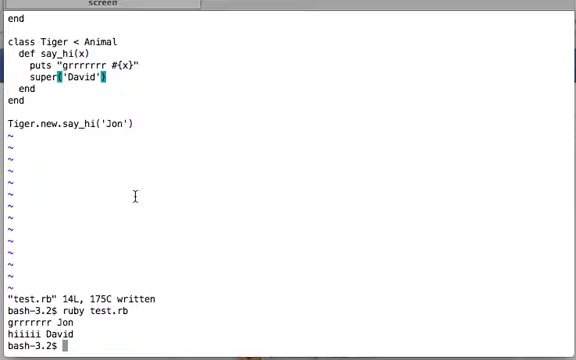 screen
end
class Tiger < Animal
def say_hi(x)
puts "grrrrrrr #{x}"
super('David')
end
end
Tiger.new.say_hi('Jon')
~
~
~
~
~
~
~
~
~
~
~
~
~
~
"test.rb" 14L, 175C written
bash-3.2$ ruby test.rb
grrrrrrr Jon
hiiiii David
bash-3.2$